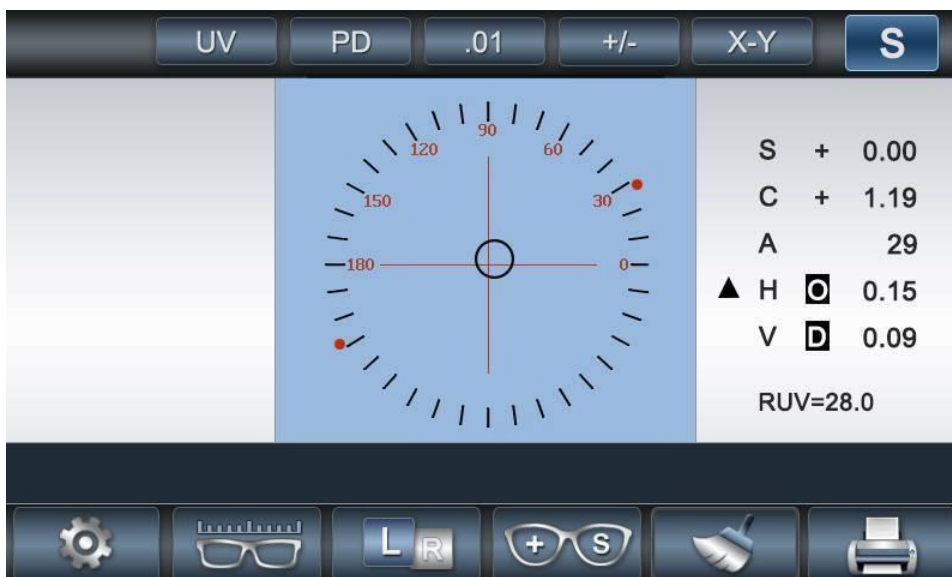 UV PD .01 +/- X-Y S
90
120 60
150 30
180 0
S + 0.00
C + 1.19
A 29
▲ H O 0.15
V D 0.09
RUV=28.0
L R + S